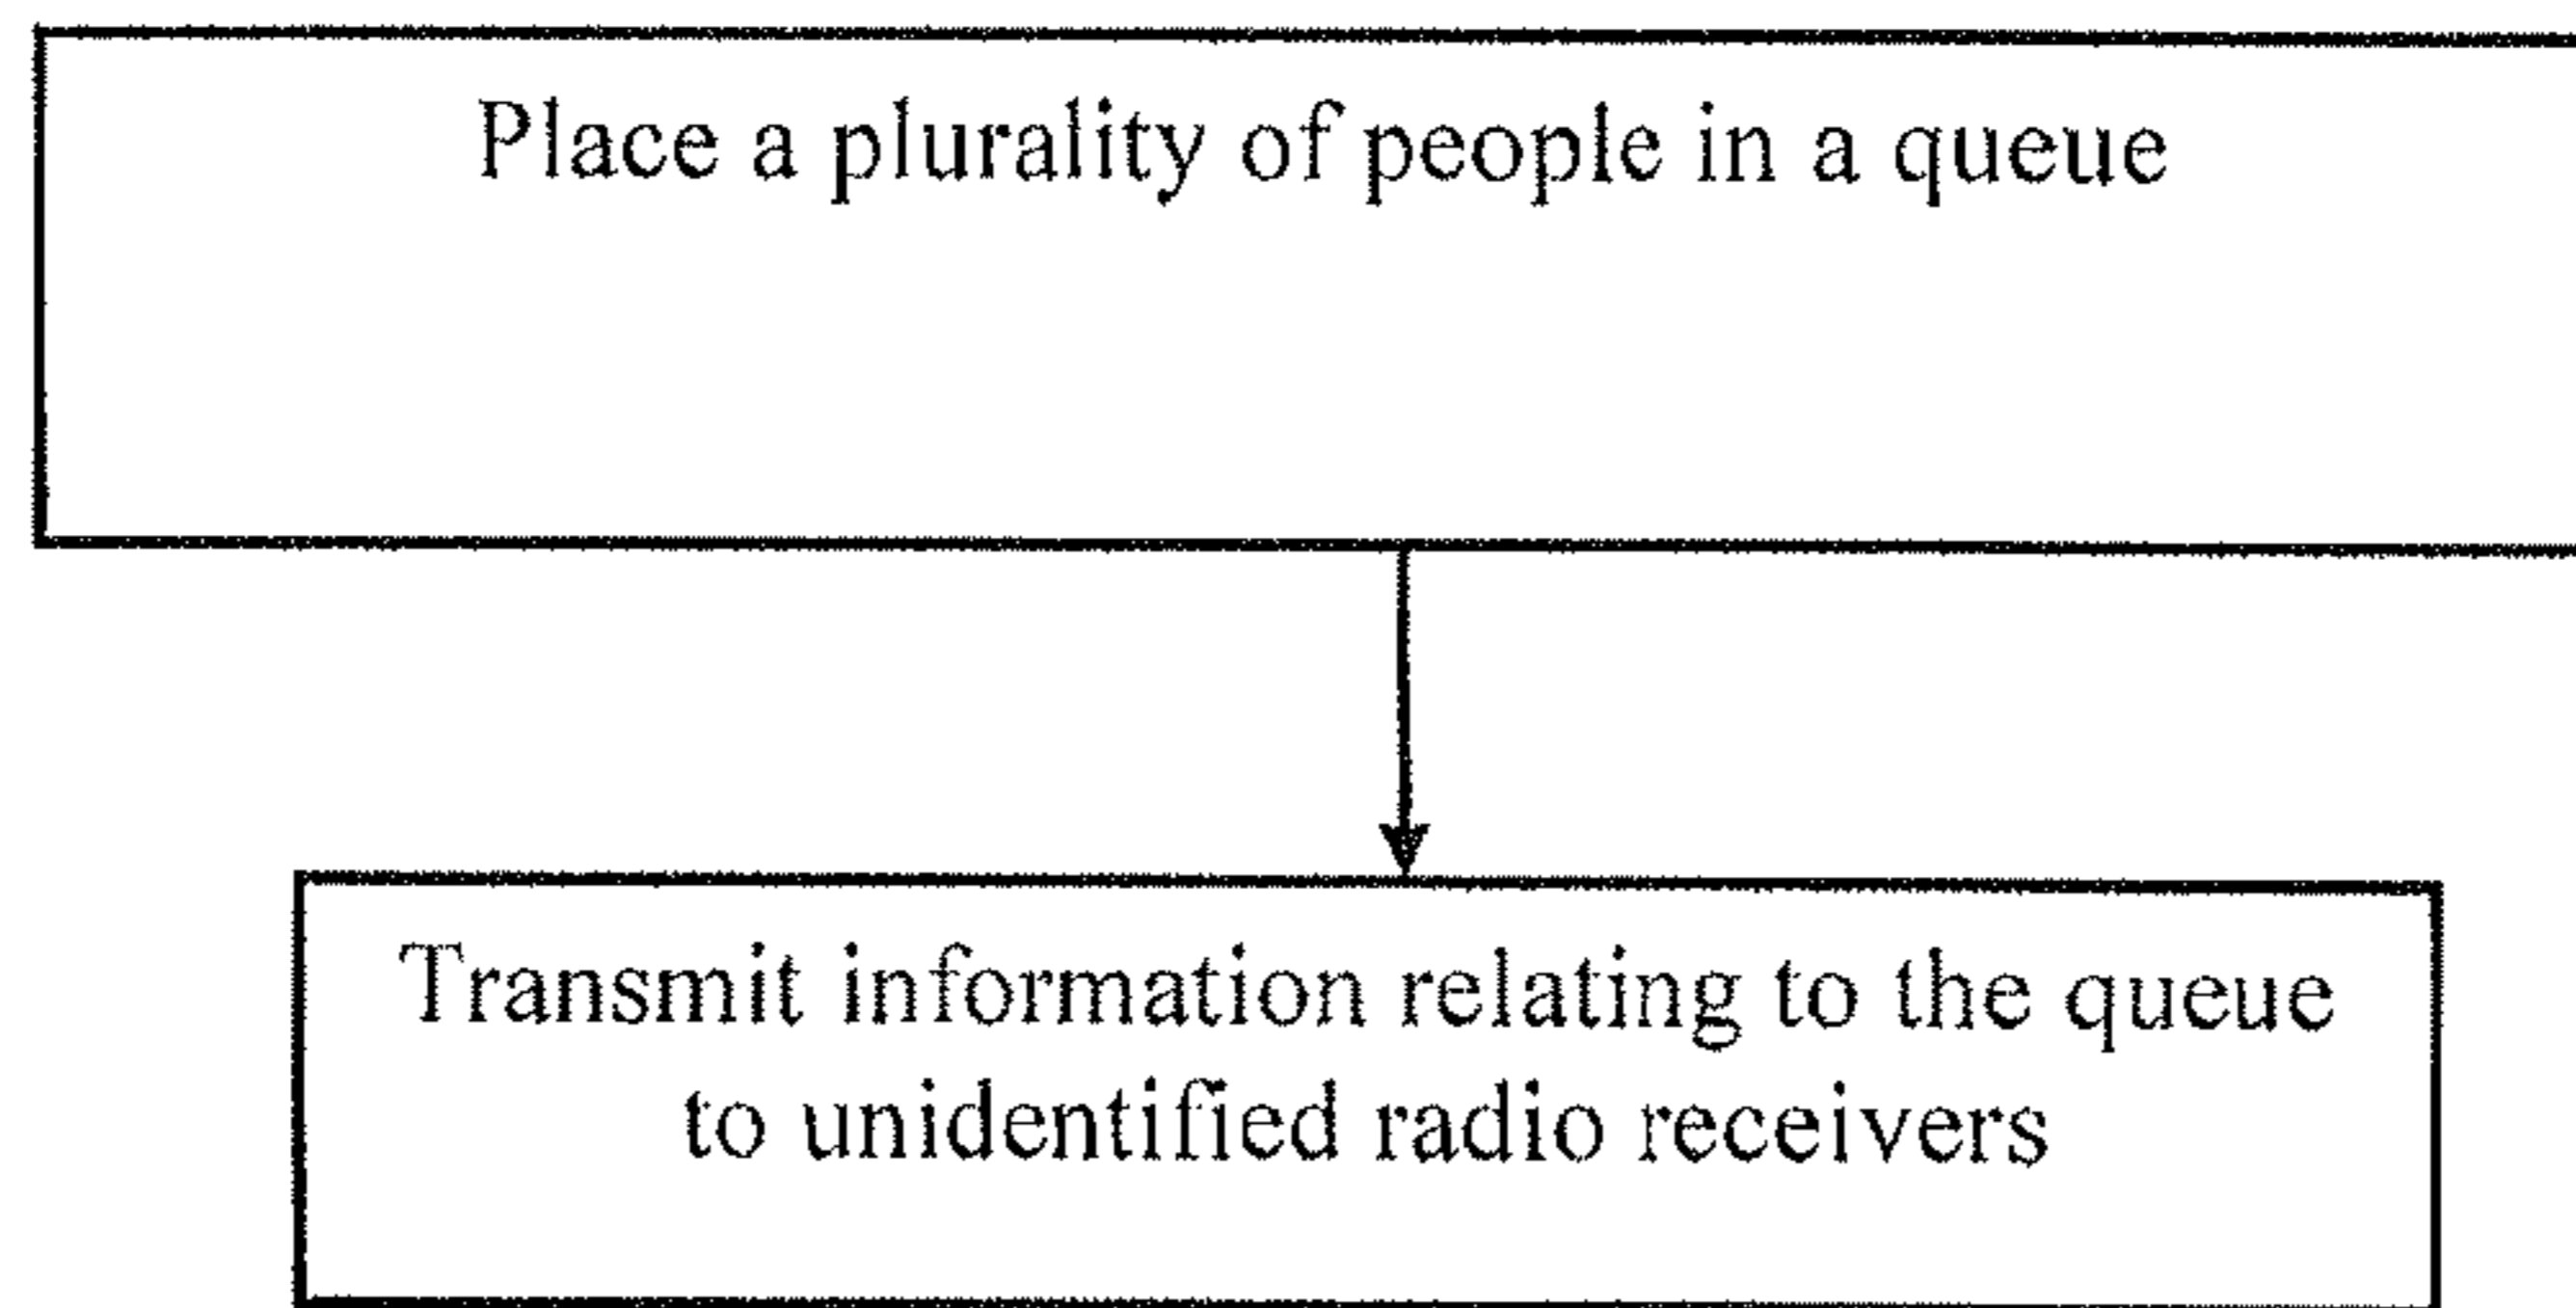 Place a plurality of people in a queue
Transmit information relating to the queue
to unidentified radio receivers